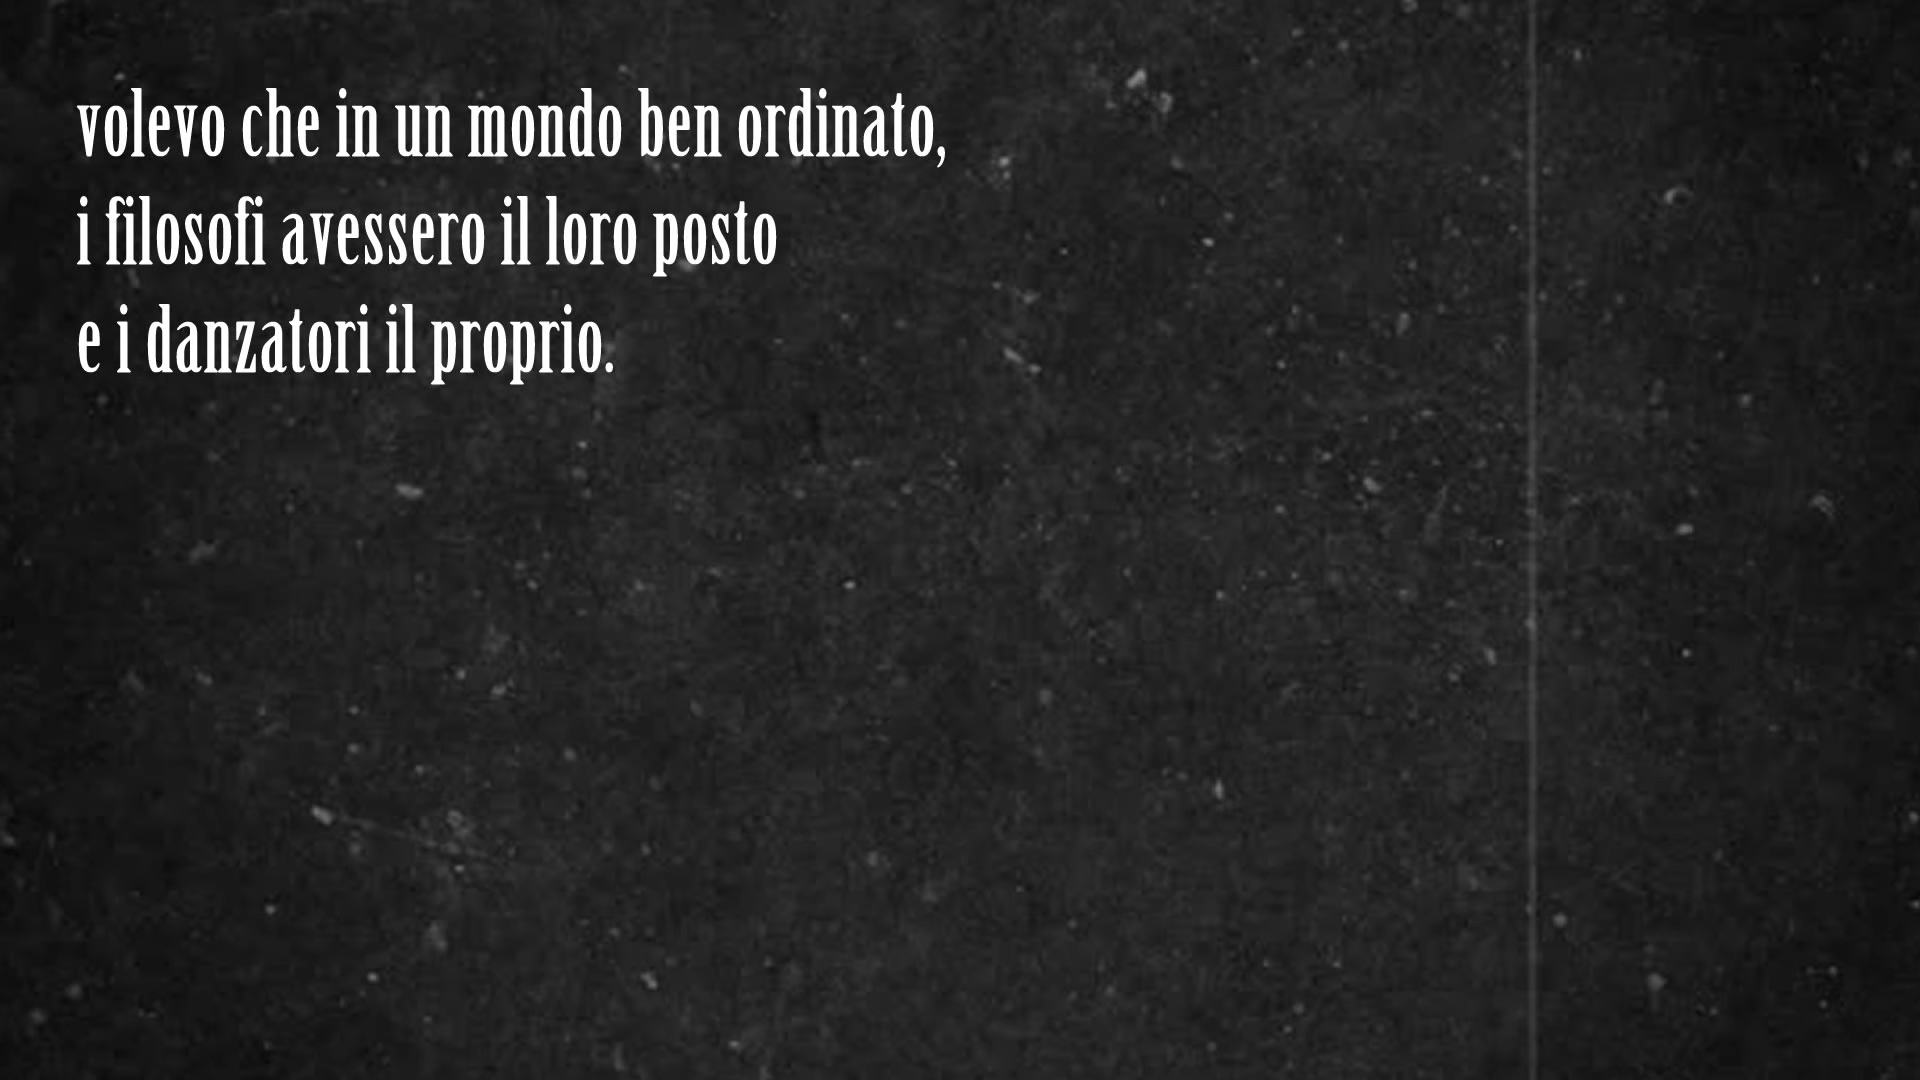 volevo che in un mondo ben ordinato,
i filosofi avessero il loro posto
e i danzatori il proprio.